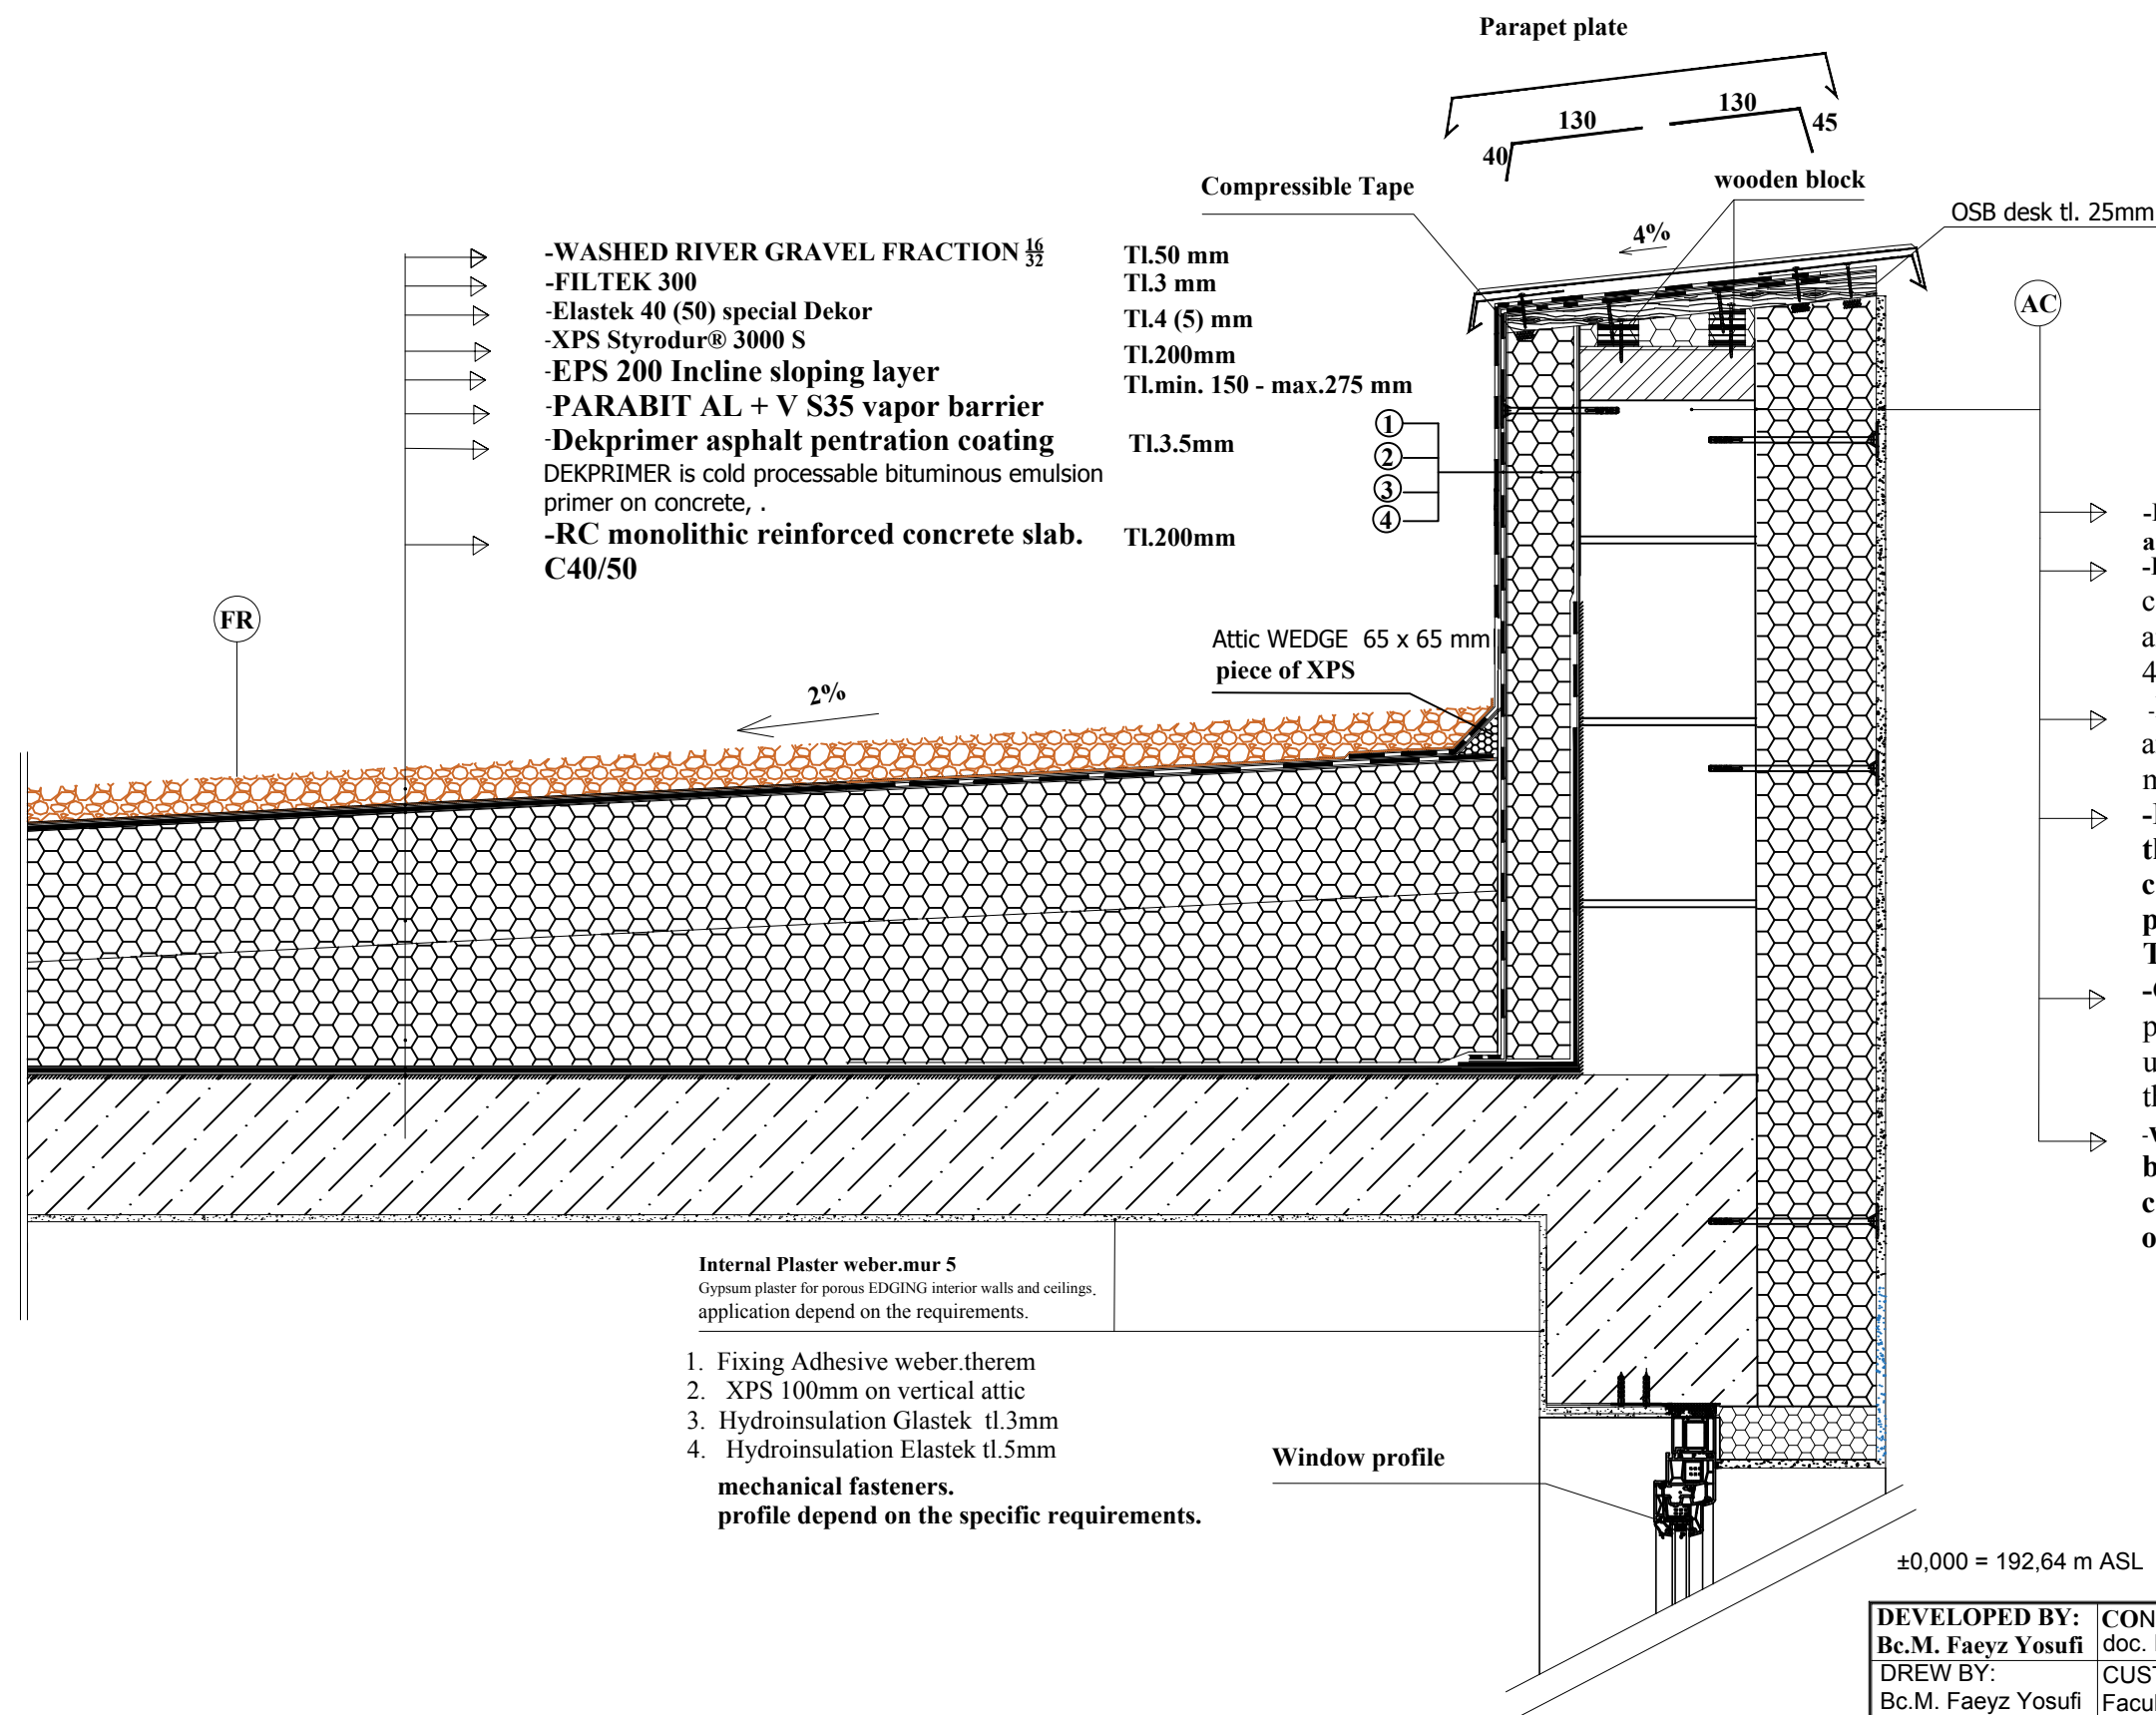 Parapet plate
130
130
45
40
Compressible Tape
wooden block
OSB desk tl. 25mm
4%
-WASHED RIVER GRAVEL FRACTION 16/32 Tl.50 mm
-FILTEK 300 Tl.3 mm
-Elastek 40 (50) special Dekor Tl.4 (5) mm
-XPS Styrodur® 3000 S Tl.200mm
-EPS 200 Incline sloping layer Tl.min. 150 - max.275 mm
-PARABIT AL + V S35 vapor barrier
-Dekprimer asphalt pentration coating Tl.3.5mm
DEKPRIMER is cold processable bituminous emulsion
primer on concrete, .
-RC monolithic reinforced concrete slab. Tl.200mm
C40/50
AC
1
2
3
4
FR
Attic WEDGE 65 x 65 mm
piece of XPS
2%
a
c
a
4
-
a
n
tl
c
p
T
p
u
tl
b
c
o
Internal Plaster weber.mur 5
Gypsum plaster for porous EDGING interior walls and ceilings.
application depend on the requirements.
1. Fixing Adhesive weber.therem
2. XPS 100mm on vertical attic
3. Hydroinsulation Glastek tl.3mm
4. Hydroinsulation Elastek tl.5mm
mechanical fasteners.
profile depend on the specific requirements.
Window profile
±0,000 = 192,64 m ASL
DEVELOPED BY:
Bc.M. Faeyz Yosufi
CON
doc.
DREW BY:
Bc.M. Faeyz Yosufi
CUST
Facul